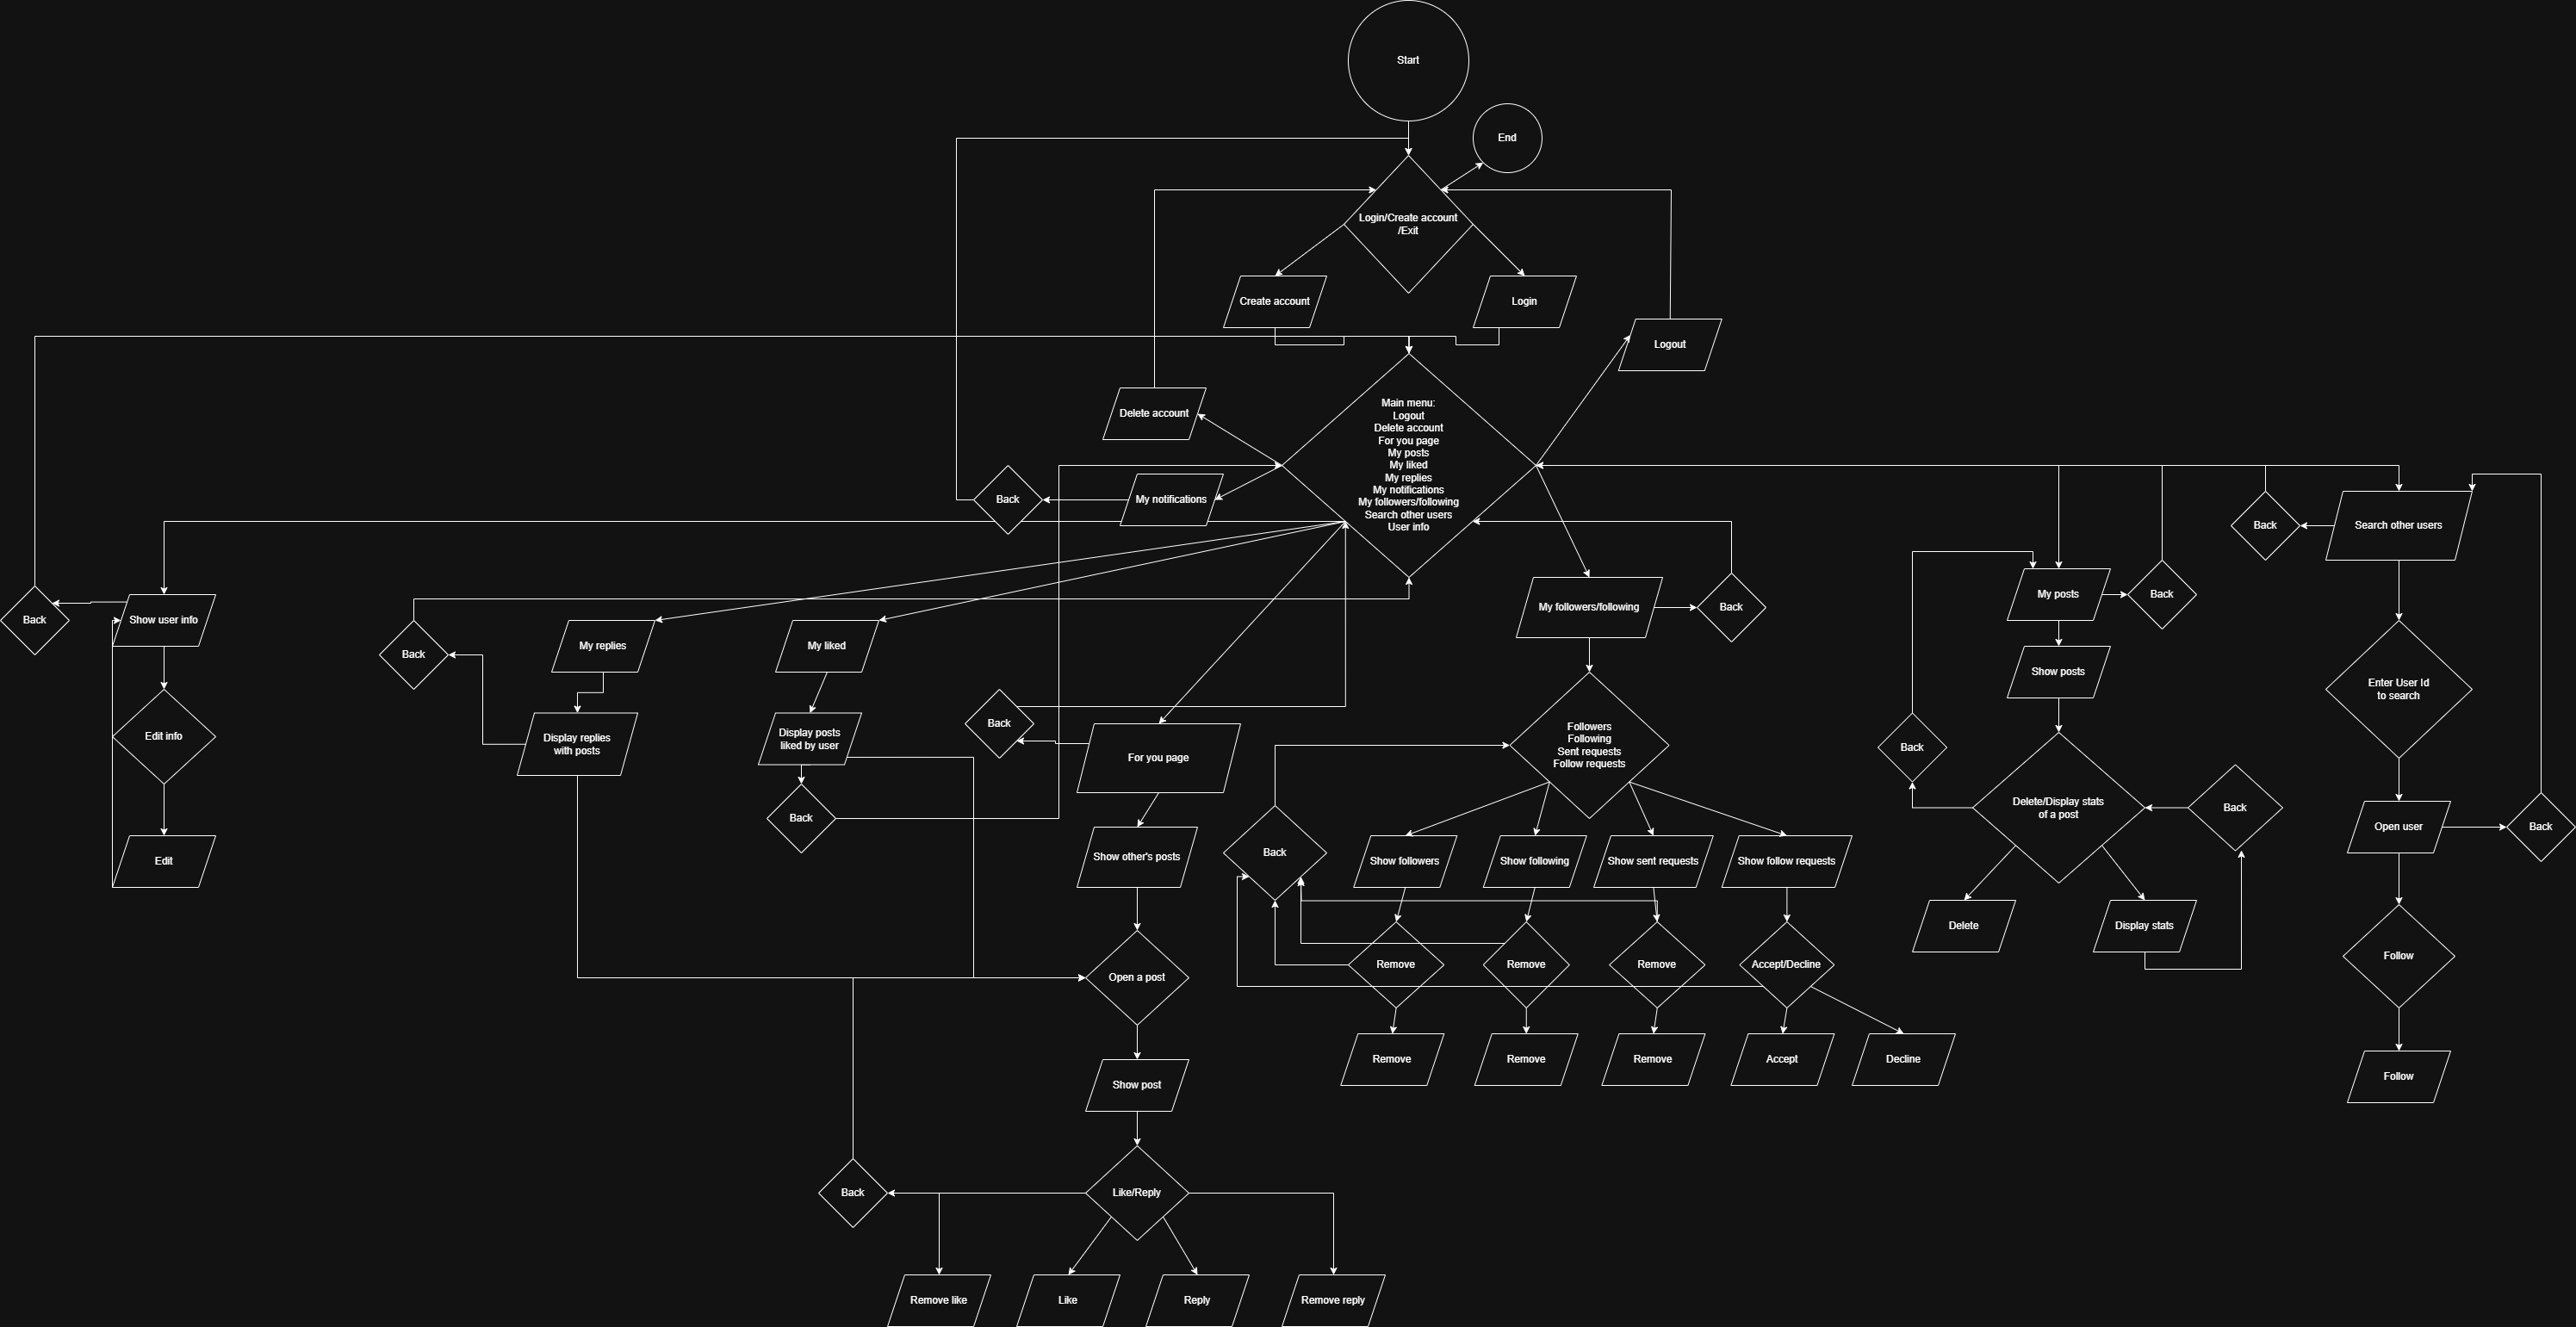 Start
End
Login/Create account
/Exit
Create account
Login
Logout
Delete account
Main menu:
Logout
Delete account
For you page
My posts
My liked
My replies
My notifications
My followers/following
Search other users
User info
Back
My notifications
Back
Search other users
Back
Show user info
My replies
My liked
Back
My followers/following
Back
My posts
Back
Back
Show posts
Enter User Id
to search
Edit info
Display replies
with posts
Display posts
liked by user
Back
For you page
Followers
Following
Sent requests
Follow requests
Back
Delete/Display stats
of a post
Back
Open user
Back
Back
Edit
Show other's posts
Back
Show followers
Show following
Show sent requests
Show follow requests
Delete
Display stats
Follow
Open a post
Remove
Remove
Remove
Accept/Decline
Show post
Remove
Remove
Remove
Accept
Decline
Follow
Back
Like/Reply
Remove like
Like
Reply
Remove reply